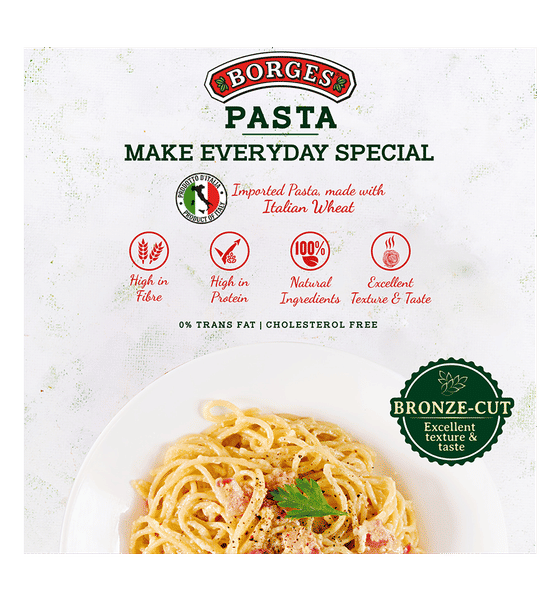 BORGES
PASTA
MAKE EVERYDAY SPECIAL
PRODOTTO D'ITALIA
PRODUCT OF ITALY
Imported Pasta, made with
Italian Wheat
High in
Fibre
High in
Protein
100%
Natural
Ingredients
Excellent
Texture & Taste
0% TRANS FAT | CHOLESTEROL FREE
BRONZE-CUT
Excellent
texture &
taste